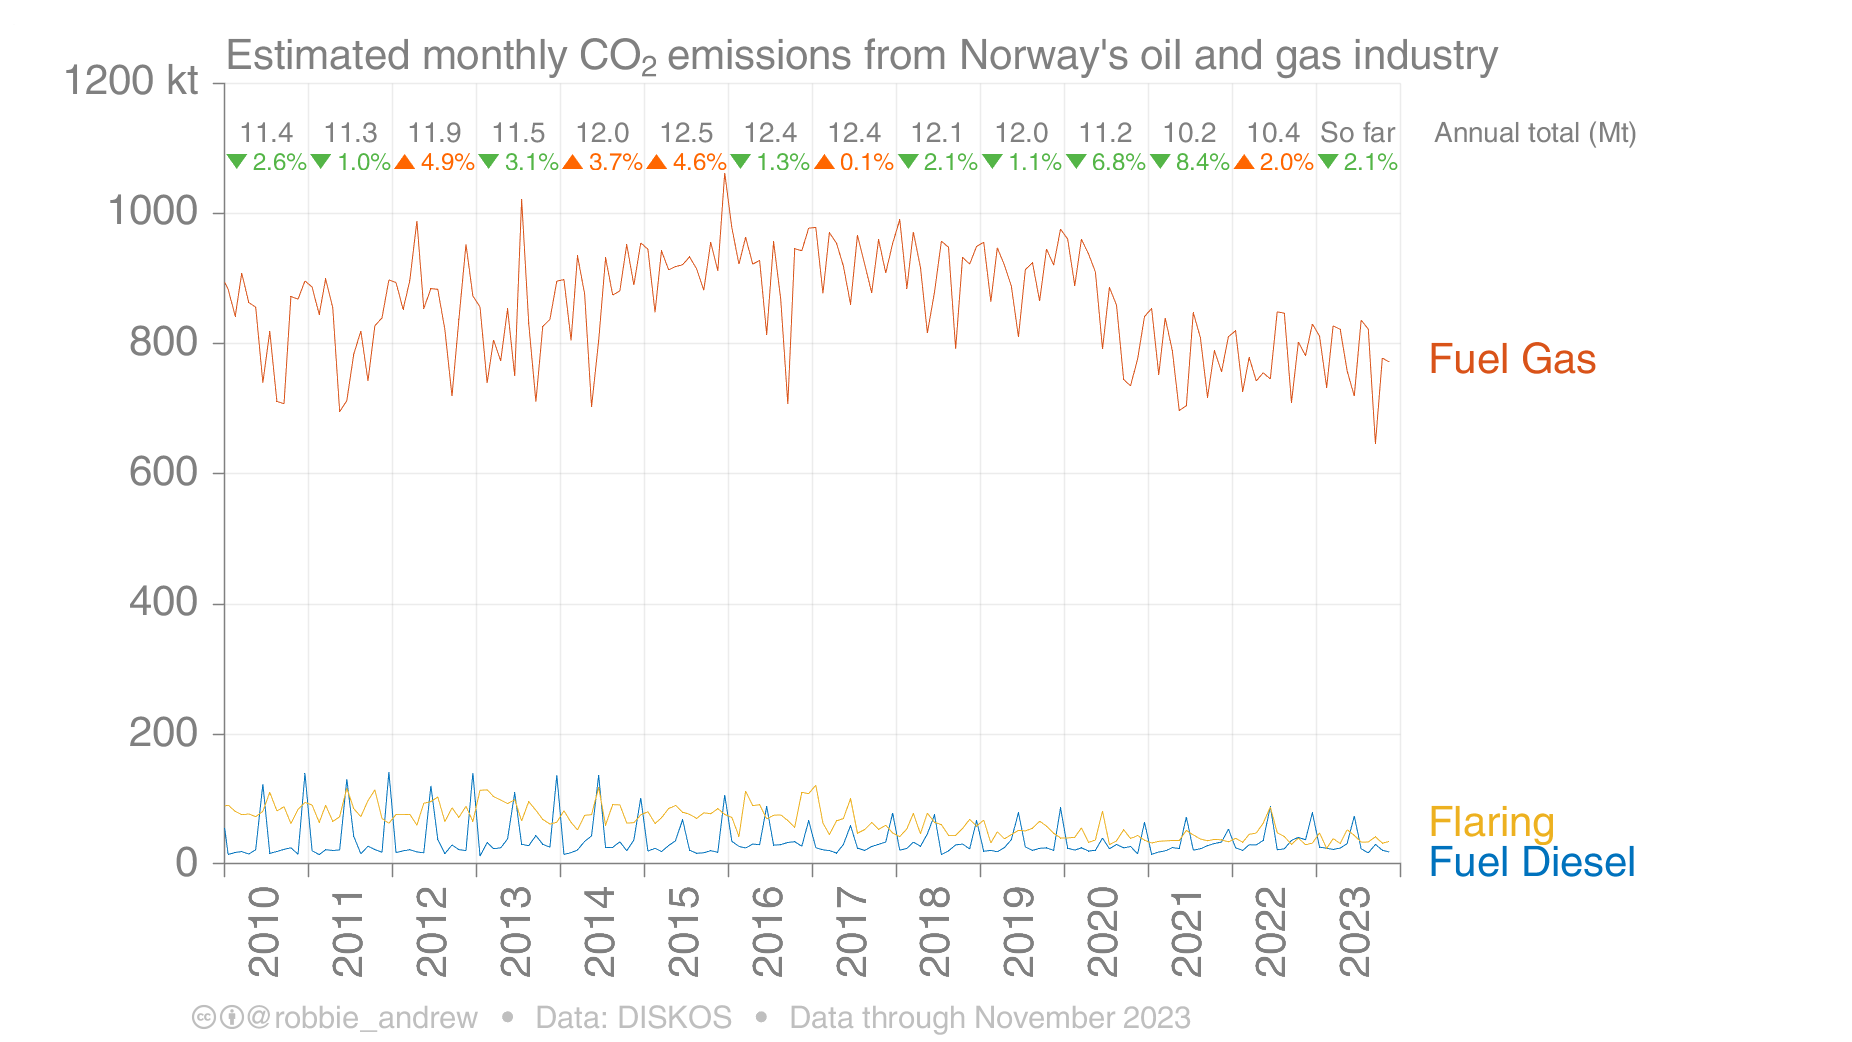 Estimated monthly CO₂ emissions from Norway's oil and gas industry
1200 kt
11.4 11.3 11.9 11.5 12.0 12.5 12.4 12.4 12.1 12.0 11.2 10.2 10.4 So far Annual total (Mt)
▼ 2.6% ▼ 1.0% ▲ 4.9% ▼ 3.1% ▲ 3.7% ▲ 4.6% ▼ 1.3% ▲ 0.1% ▼ 2.1% ▼ 1.1% ▼ 6.8% ▼ 8.4% ▲ 2.0% ▼ 2.1%
1000
800
Fuel Gas
600
400
200
Flaring
0
Fuel Diesel
2010 2011 2012 2013 2014 2015 2016 2017 2018 2019 2020 2021 2022 2023
@robbie_andrew • Data: DISKOS • Data through November 2023